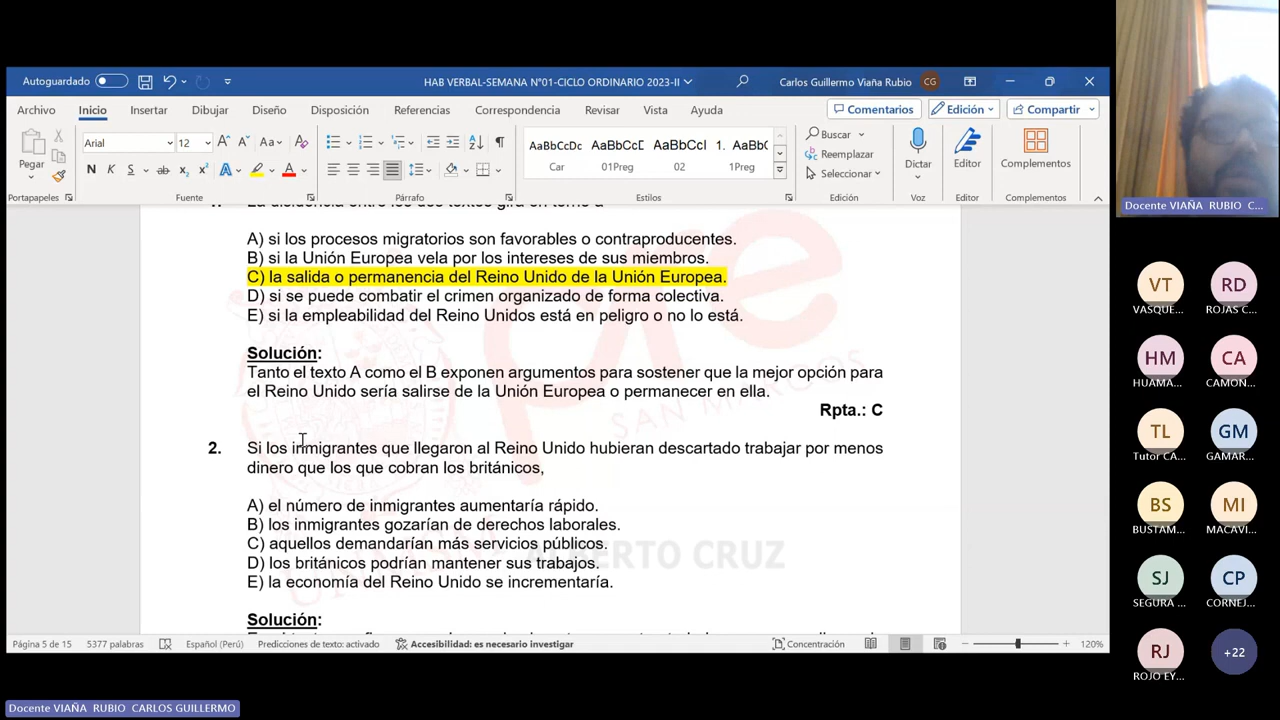 Autoguardado
HAB VERBAL-SEMANA N°01-CICLO ORDINARIO 2023-II
Carlos Guillermo Viaña Rubio
CG
Archivo Inicio Insertar Dibujar Diseño Disposición Referencias Correspondencia Revisar Vista Ayuda
Comentarios Edición Compartir
Pegar
Arial 12
AaBbCcDc AaBbCcD AaBbCcI 1. AaBb
Car 01Preg 02 1Preg
Buscar
Reemplazar
Seleccionar
Dictar Editor Complementos
Portapapeles Fuente Párrafo Estilos Edición Voz Editor Complementos
A) si los procesos migratorios son favorables o contraproducentes.
B) si la Unión Europea vela por los intereses de sus miembros.
C) la salida o permanencia del Reino Unido de la Unión Europea.
D) si se puede combatir el crimen organizado de forma colectiva.
E) si la empleabilidad del Reino Unidos está en peligro o no lo está.
Solución:
Tanto el texto A como el B exponen argumentos para sostener que la mejor opción para
el Reino Unido sería salirse de la Unión Europea o permanecer en ella.
Rpta.: C
2. Si los inmigrantes que llegaron al Reino Unido hubieran descartado trabajar por menos
dinero que los que cobran los británicos,
A) el número de inmigrantes aumentaría rápido.
B) los inmigrantes gozarían de derechos laborales.
C) aquellos demandarían más servicios públicos.
D) los británicos podrían mantener sus trabajos.
E) la economía del Reino Unido se incrementaría.
Solución:
pre
SAN MARCOS
ALBERTO CRUZ
Página 5 de 15 5377 palabras Español (Perú) Predicciones de texto: activado Accesibilidad: es necesario investigar Concentración 120%
Docente VIAÑA RUBIO CARLOS GUILLERMO
Docente VIAÑA RUBIO C...
VT RD
VASQUE... ROJAS C...
HM CA
HUAMA... CAMON...
TL GM
Tutor CA... GAMAR...
BS MI
BUSTAM... MACAVI...
SJ CP
SEGURA ... CORNEJ...
RJ +22
ROJO EY...